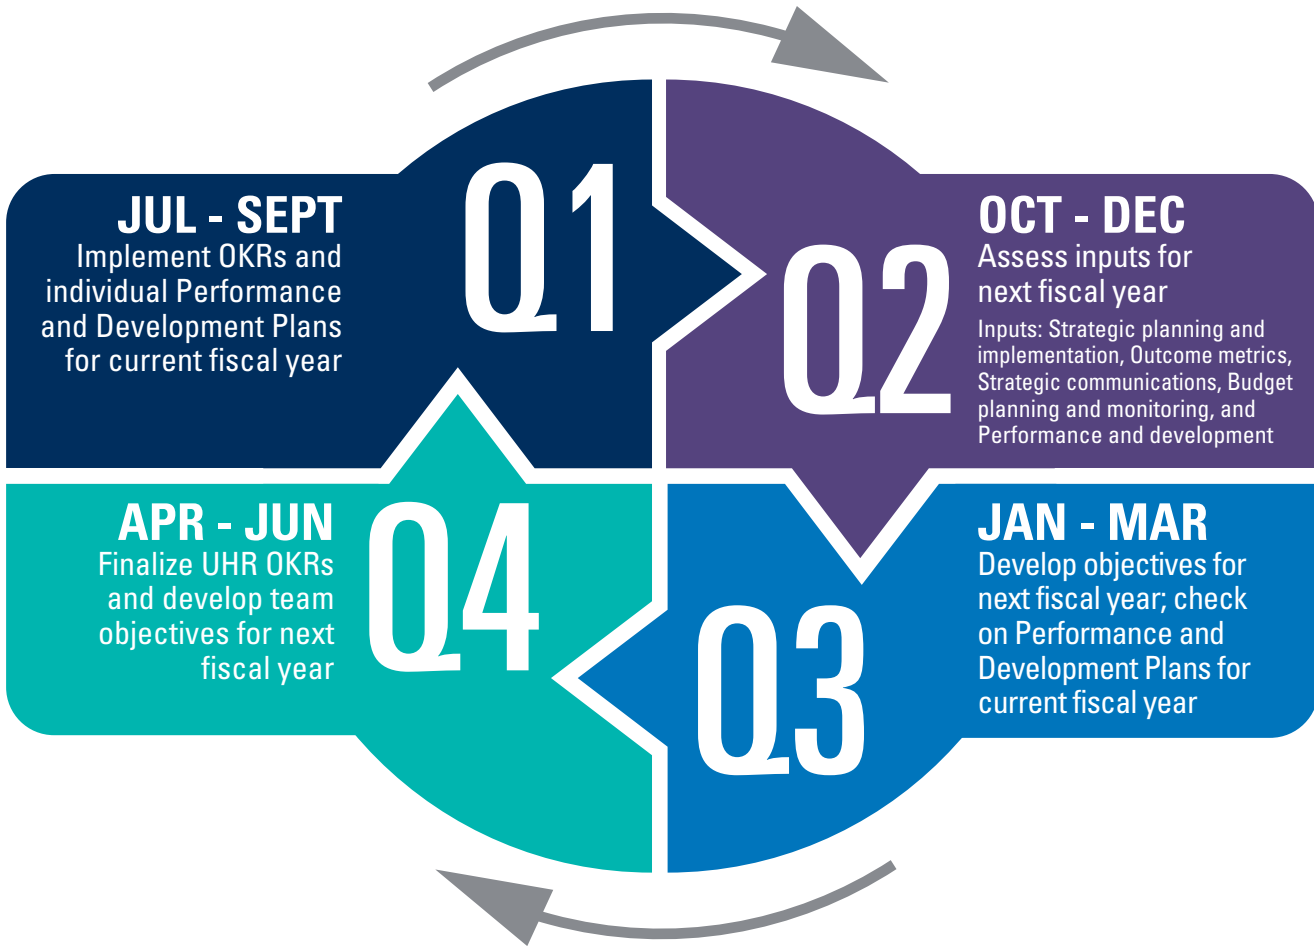 Q1
JUL - SEPT
Implement OKRs and
individual Performance
and Development Plans
for current fiscal year
Q2
OCT - DEC
Assess inputs for
next fiscal year
Inputs: Strategic planning and
implementation, Outcome metrics,
Strategic communications, Budget
planning and monitoring, and
Performance and development
Q3
JAN - MAR
Develop objectives for
next fiscal year; check
on Performance and
Development Plans for
current fiscal year
Q4
APR - JUN
Finalize UHR OKRs
and develop team
objectives for next
fiscal year